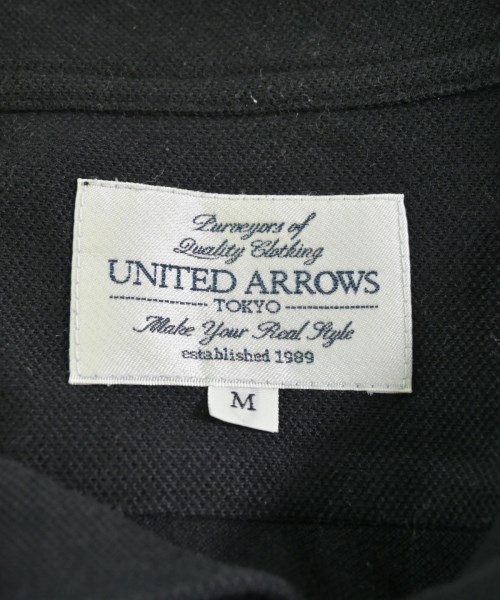 Purveyors of
Quality Clothing
UNITED ARROWS
TOKYO
Make Your Real Style
established 1989
M